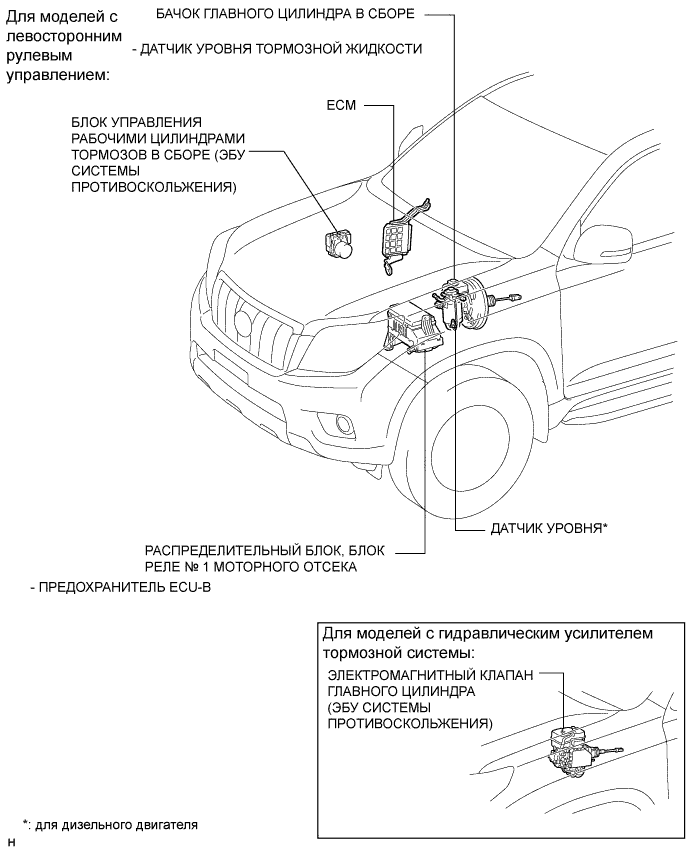 Для моделей с
левосторонним
рулевым
управлением:
БАЧОК ГЛАВНОГО ЦИЛИНДРА В СБОРЕ
- ДАТЧИК УРОВНЯ ТОРМОЗНОЙ ЖИДКОСТИ
ECM
БЛОК УПРАВЛЕНИЯ
РАБОЧИМИ ЦИЛИНДРАМИ
ТОРМОЗОВ В СБОРЕ (ЭБУ
СИСТЕМЫ
ПРОТИВОСКОЛЬЖЕНИЯ)
ДАТЧИК УРОВНЯ*
РАСПРЕДЕЛИТЕЛЬНЫЙ БЛОК, БЛОК
РЕЛЕ № 1 МОТОРНОГО ОТСЕКА
- ПРЕДОХРАНИТЕЛЬ ECU-B
Для моделей с гидравлическим усилителем
тормозной системы:
ЭЛЕКТРОМАГНИТНЫЙ КЛАПАН
ГЛАВНОГО ЦИЛИНДРА
(ЭБУ СИСТЕМЫ
ПРОТИВОСКОЛЬЖЕНИЯ)
*: для дизельного двигателя
н